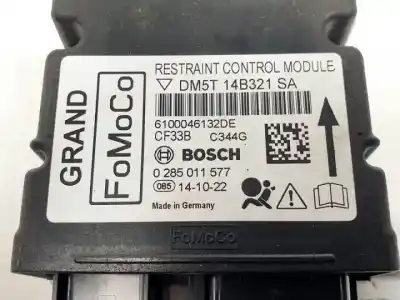 RESTRAINT CONTROL MODULE
DM5T 14B321 SA
GRAND
FoMoCo
6100046132DE
CF33B C344G
BOSCH
0 285 011 577
085 14-10-22
Made in Germany
FoMoCo